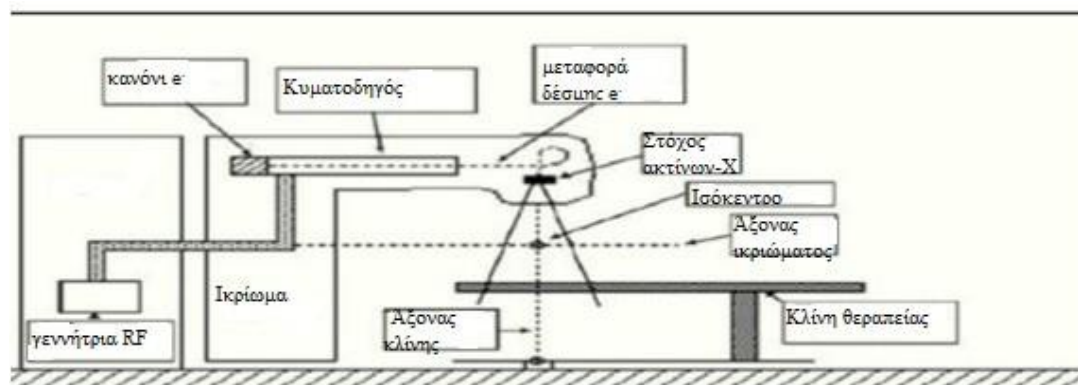 κανόνι e-
Κυματοδηγός
μεταφορά
δέσμης e-
Στόχος
ακτίνων-Χ
Ισόκεντρο
Άξονας
ικριώματος
Ικρίωμα
γεννήτρια RF
Άξονας
κλίνης
Κλίνη θεραπείας